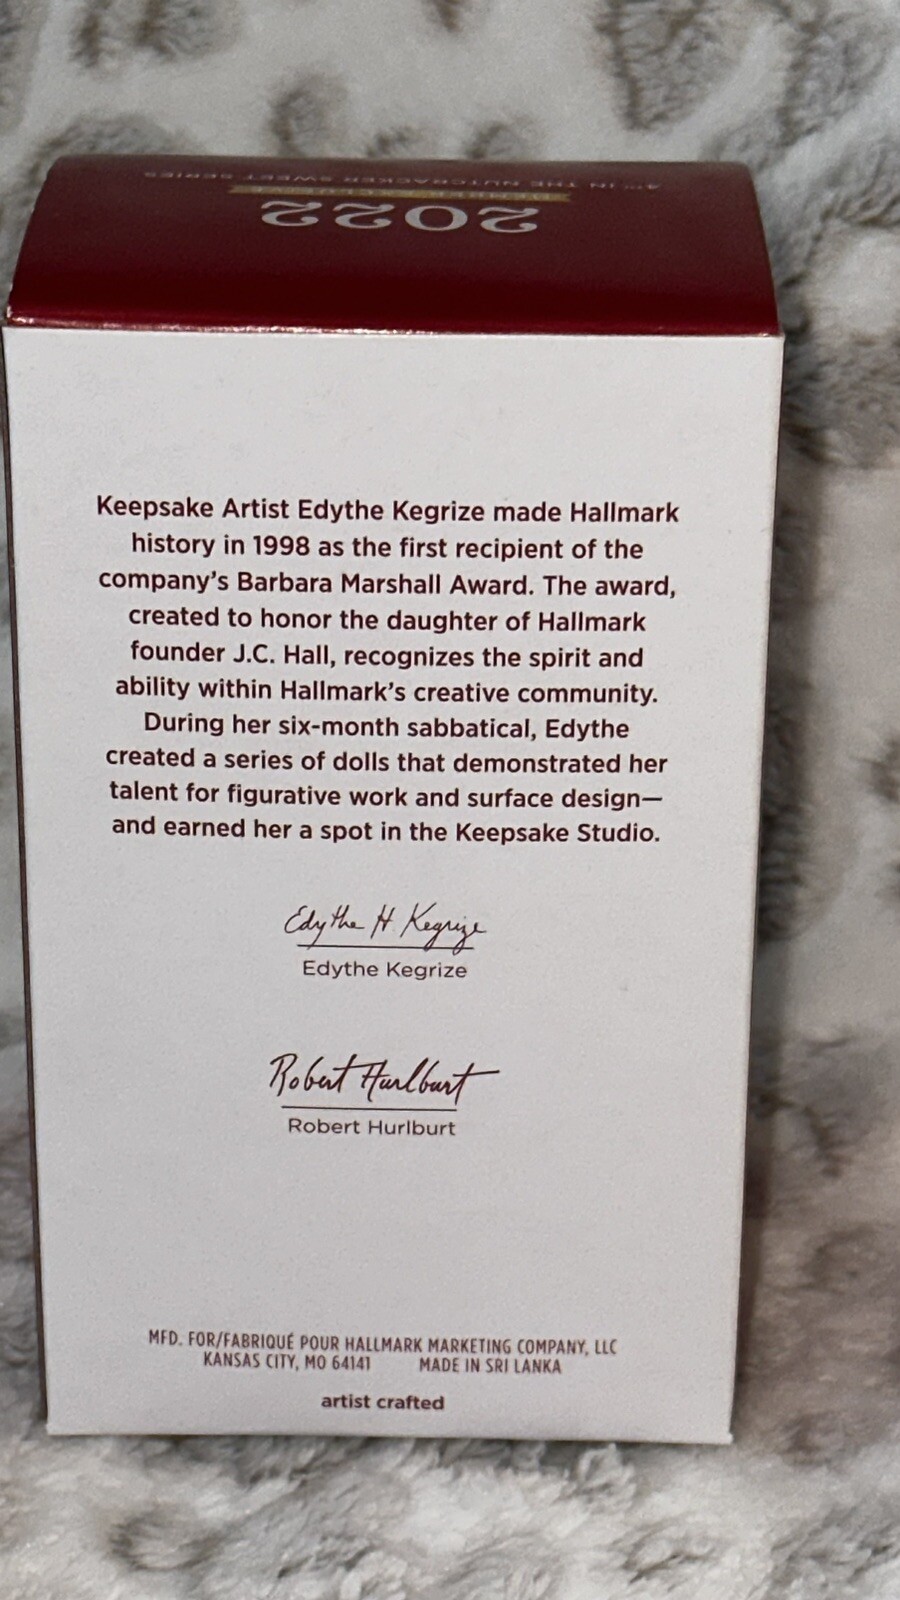 4TH IN THE NUTCRACKER SWEET SERIES
2022
Keepsake Artist Edythe Kegrize made Hallmark
history in 1998 as the first recipient of the
company's Barbara Marshall Award. The award,
created to honor the daughter of Hallmark
founder J.C. Hall, recognizes the spirit and
ability within Hallmark's creative community.
During her six-month sabbatical, Edythe
created a series of dolls that demonstrated her
talent for figurative work and surface design—
and earned her a spot in the Keepsake Studio.
Edythe H. Kegrize
Edythe Kegrize
Robert Hurlburt
Robert Hurlburt
MFD. FOR/FABRIQUÉ POUR HALLMARK MARKETING COMPANY, LLC
KANSAS CITY, MO 64141 MADE IN SRI LANKA
artist crafted